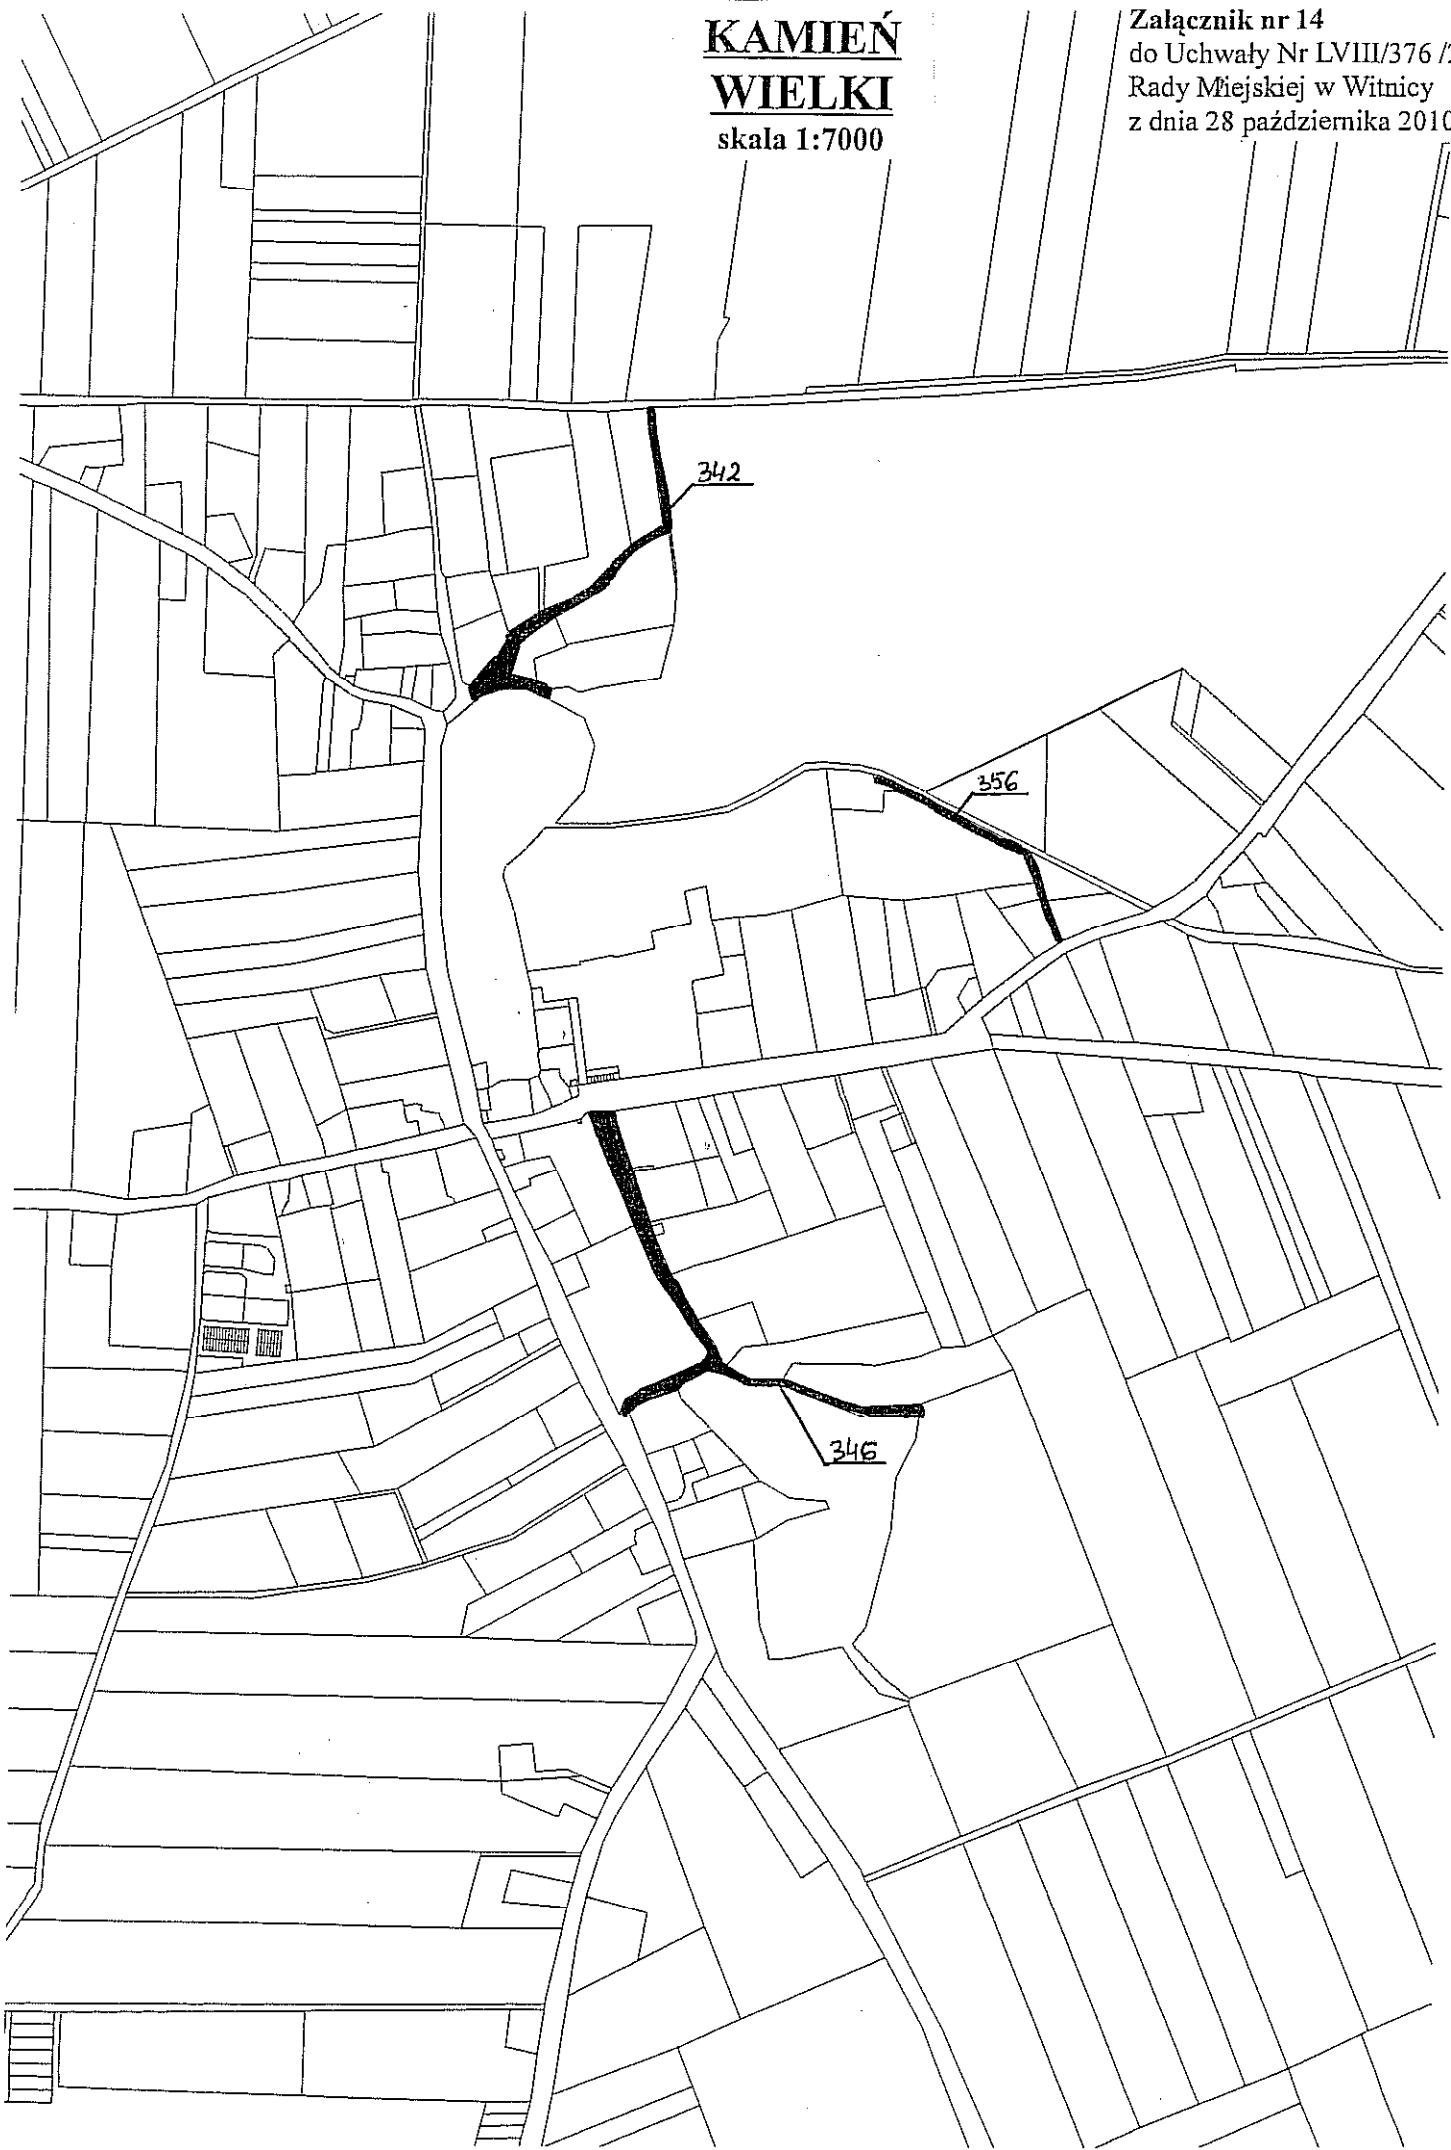 KAMIEŃ
WIELKI
skala 1:7000
Załącznik nr 14
do Uchwały Nr LVIII/376 /
Rady Miejskiej w Witnicy
z dnia 28 października 2010
342
356
346